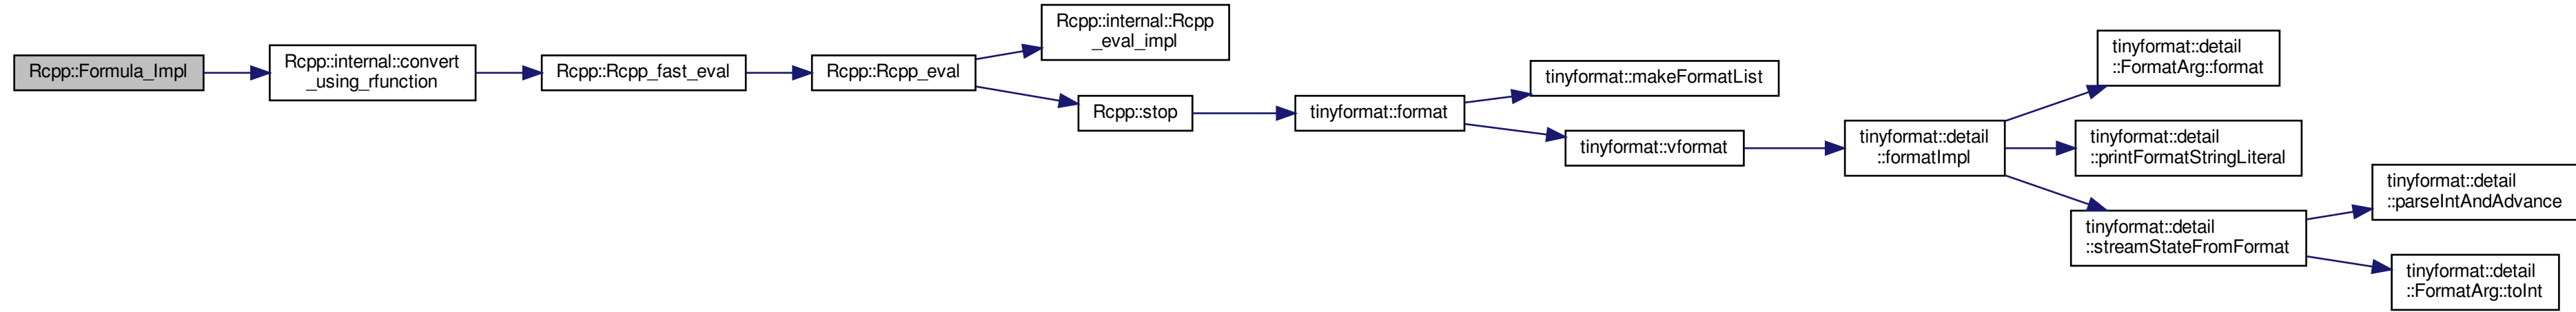 Rcpp::Formula_Impl
Rcpp::internal::convert
_using_rfunction
Rcpp::Rcpp_fast_eval
Rcpp::Rcpp_eval
Rcpp::internal::Rcpp
_eval_impl
Rcpp::stop
tinyformat::format
tinyformat::makeFormatList
tinyformat::vformat
tinyformat::detail
::formatImpl
tinyformat::detail
::FormatArg::format
tinyformat::detail
::printFormatStringLiteral
tinyformat::detail
::streamStateFromFormat
tinyformat::detail
::parseIntAndAdvance
tinyformat::detail
::FormatArg::toInt